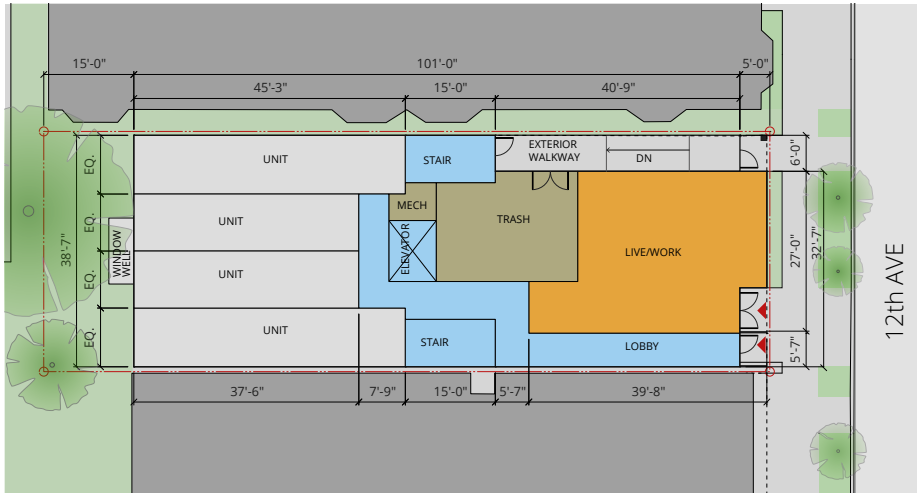 15'-0"
101'-0"
5'-0"
45'-3"
15'-0"
40'-9"
EQ.
UNIT
STAIR
EXTERIOR
WALKWAY
DN
6'-0"
MECH
TRASH
EQ.
UNIT
WINDOW
WELL
38'-7"
ELEVATOR
LIVE/WORK
27'-0"
32'-7"
12th AVE
EQ.
UNIT
EQ.
UNIT
STAIR
LOBBY
5'-7"
37'-6"
7'-9"
15'-0"
5'-7"
39'-8"